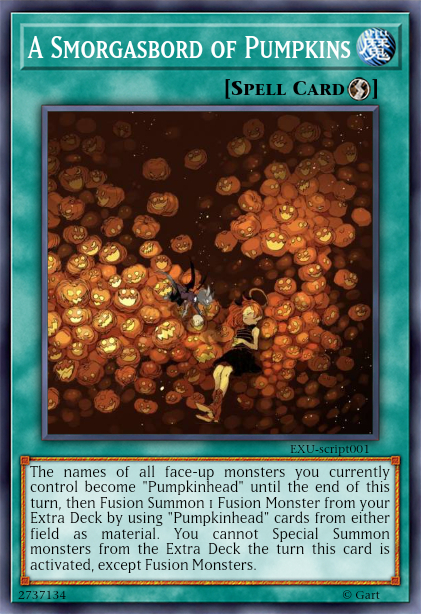 A Smorgasbord of Pumpkins
魔
[Spell Card]
EXU-script001
The names of all face-up monsters you currently
control become "Pumpkinhead" until the end of this
turn, then Fusion Summon 1 Fusion Monster from your
Extra Deck by using "Pumpkinhead" cards from either
field as material. You cannot Special Summon
monsters from the Extra Deck the turn this card is
activated, except Fusion Monsters.
2737134
© Gart